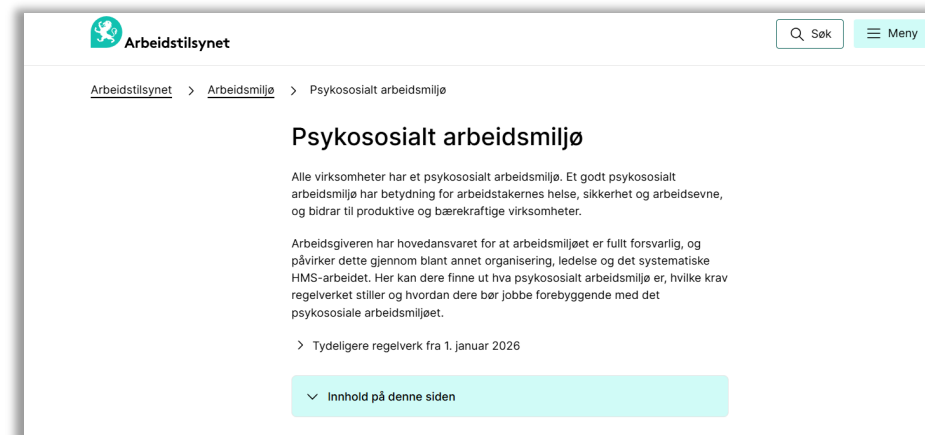 Arbeidstilsynet
Søk
Meny
Arbeidstilsynet > Arbeidsmiljø > Psykososialt arbeidsmiljø
Psykososialt arbeidsmiljø
Alle virksomheter har et psykososialt arbeidsmiljø. Et godt psykososialt
arbeidsmiljø har betydning for arbeidstakernes helse, sikkerhet og arbeidsevne,
og bidrar til produktive og bærekraftige virksomheter.
Arbeidsgiveren har hovedansvaret for at arbeidsmiljøet er fullt forsvarlig, og
påvirker dette gjennom blant annet organisering, ledelse og det systematiske
HMS-arbeidet. Her kan dere finne ut hva psykososialt arbeidsmiljø er, hvilke krav
regelverket stiller og hvordan dere bør jobbe forebyggende med det
psykososiale arbeidsmiljøet.
Tydeligere regelverk fra 1. januar 2026
Innhold på denne siden